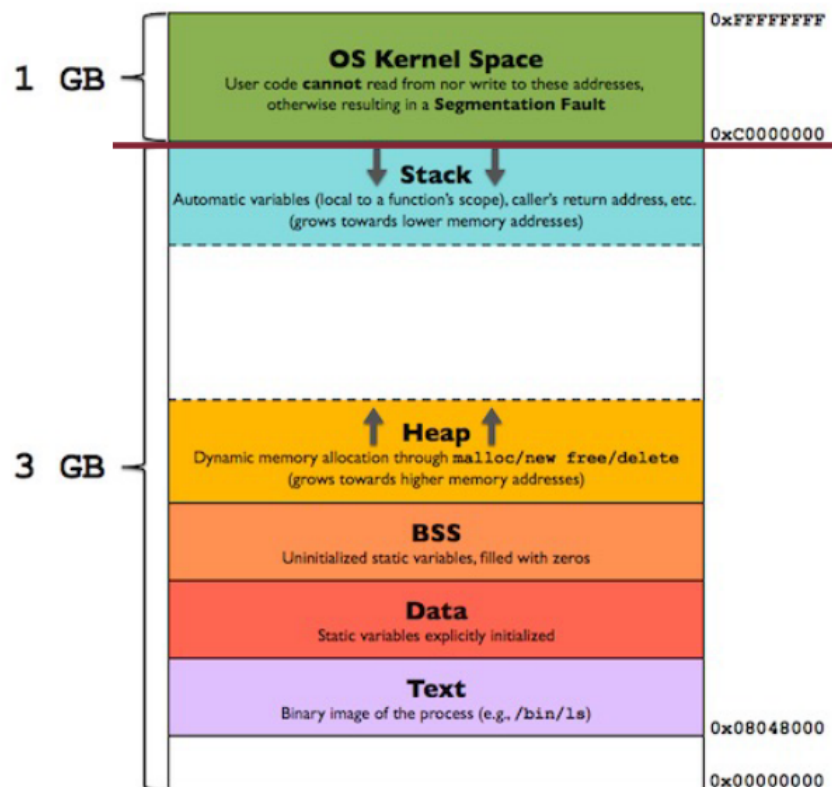 0xFFFFFFFF
OS Kernel Space
1 GB
User code cannot read from nor write to these addresses,
otherwise resulting in a Segmentation Fault
0xC0000000
Stack
Automatic variables (local to a function's scope), caller's return address, etc.
(grows towards lower memory addresses)
Heap
3 GB
Dynamic memory allocation through malloc/new free/delete
(grows towards higher memory addresses)
BSS
Uninitialized static variables, filled with zeros
Data
Static variables explicitly initialized
Text
Binary image of the process (e.g., /bin/ls)
0x08048000
0x00000000